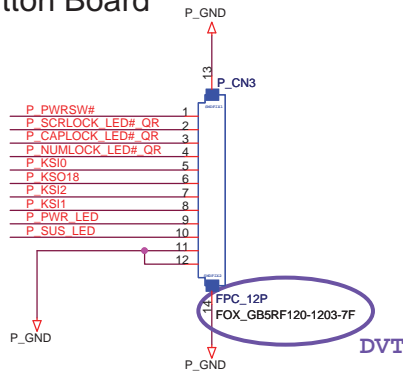 tton Board
P_GND
13
P_CN3
P_PWRSW# 1
P_SCRLOCK_LED#_QR 2
P_CAPLOCK_LED#_QR 3
P_NUMLOCK_LED#_QR 4
P_KSI0 5
P_KSO18 6
P_KSI2 7
P_KSI1 8
P_PWR_LED 9
P_SUS_LED 10
11
12
14
FPC_12P
FOX_GB5RF120-1203-7F
P_GND
DVT
P_GND